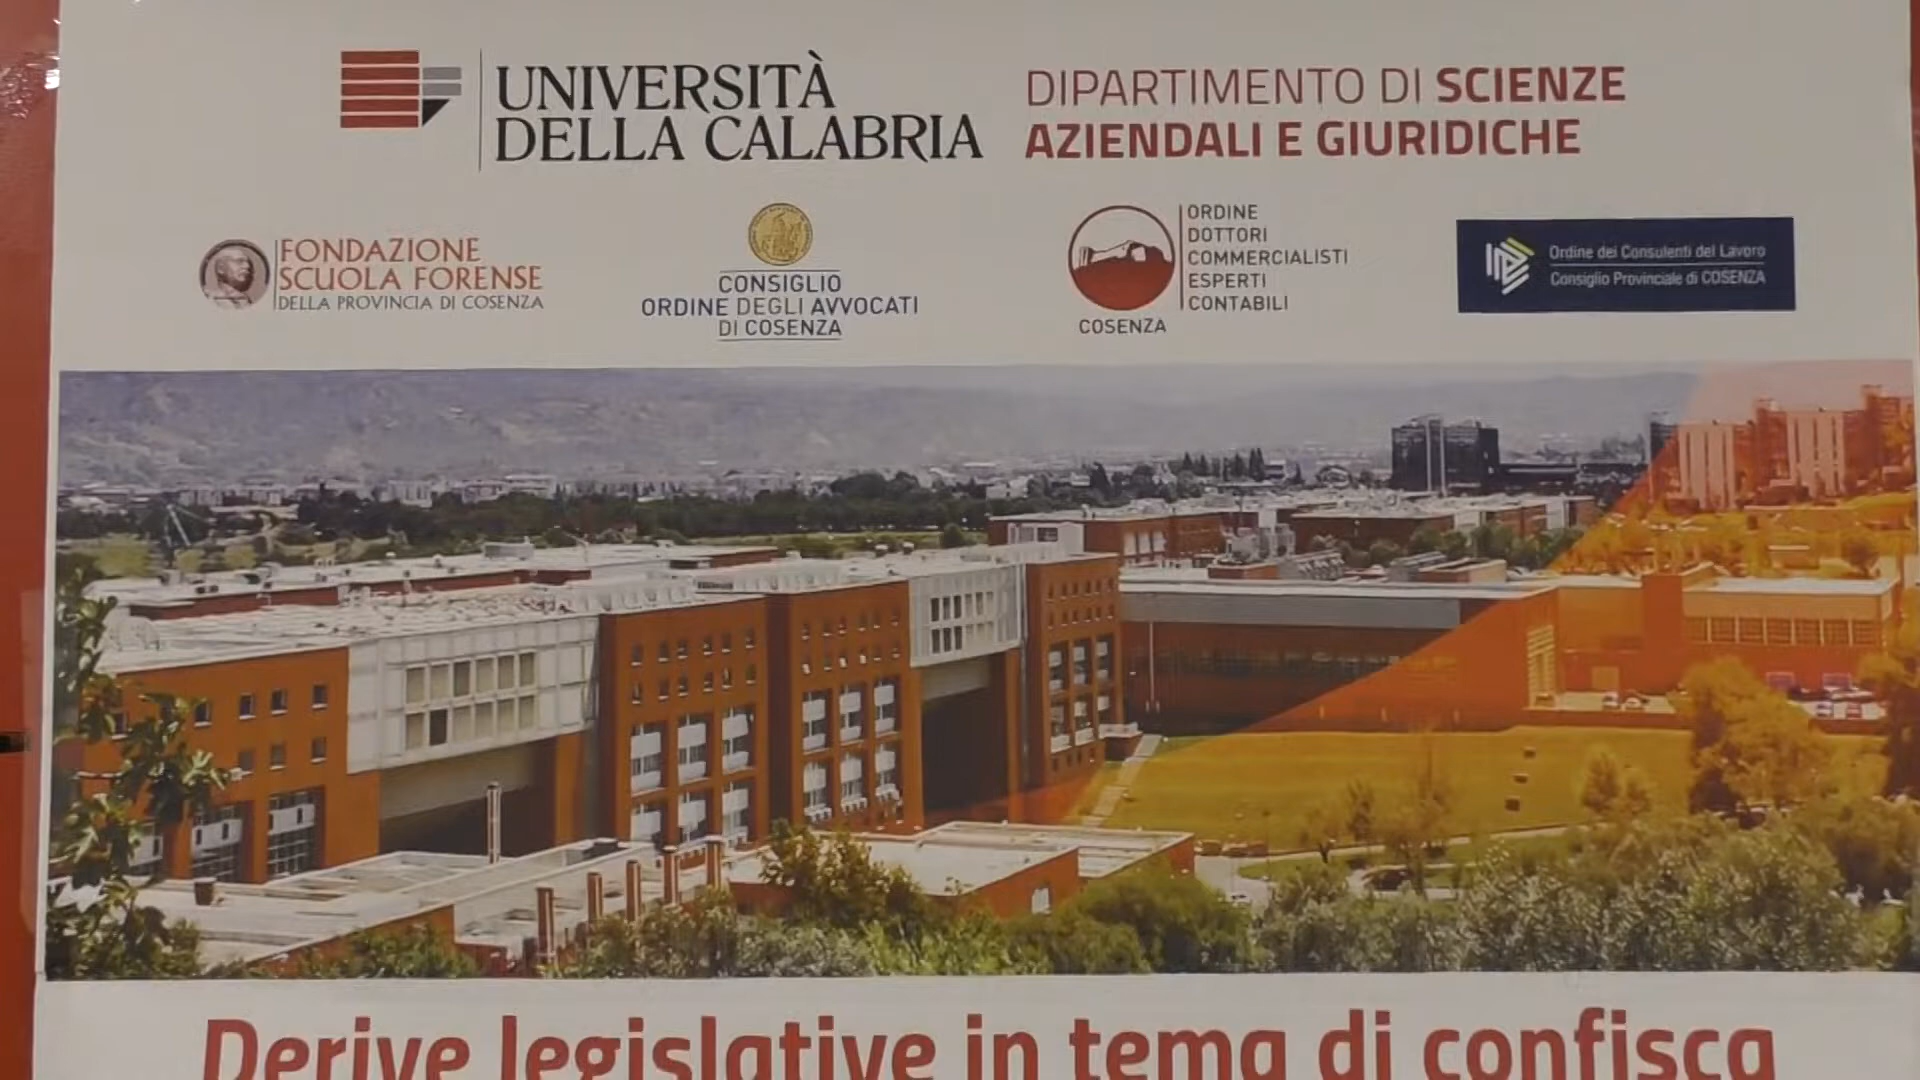 UNIVERSITÀ
DELLA CALABRIA
DIPARTIMENTO DI SCIENZE
AZIENDALI E GIURIDICHE
FONDAZIONE
SCUOLA FORENSE
DELLA PROVINCIA DI COSENZA
CONSIGLIO
ORDINE DEGLI AVVOCATI
DI COSENZA
ORDINE
DOTTORI
COMMERCIALISTI
ESPERTI
CONTABILI
COSENZA
Ordine dei Consulenti del Lavoro
Consiglio Provinciale di COSENZA
Derive legislative in tema di confisca